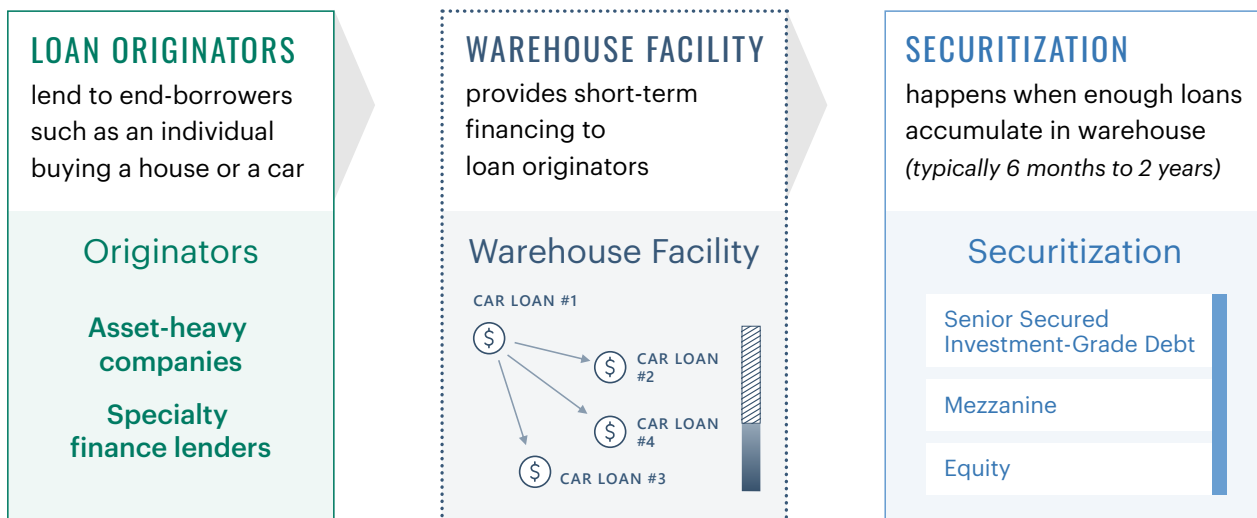 LOAN ORIGINATORS
lend to end-borrowers
such as an individual
buying a house or a car
Originators
Asset-heavy
companies
Specialty
finance lenders
WAREHOUSE FACILITY
provides short-term
financing to
loan originators
Warehouse Facility
CAR LOAN #1
$
$
CAR LOAN
#2
$
CAR LOAN
#4
$
CAR LOAN #3
SECURITIZATION
happens when enough loans
accumulate in warehouse
(typically 6 months to 2 years)
Securitization
Senior Secured
Investment-Grade Debt
Mezzanine
Equity